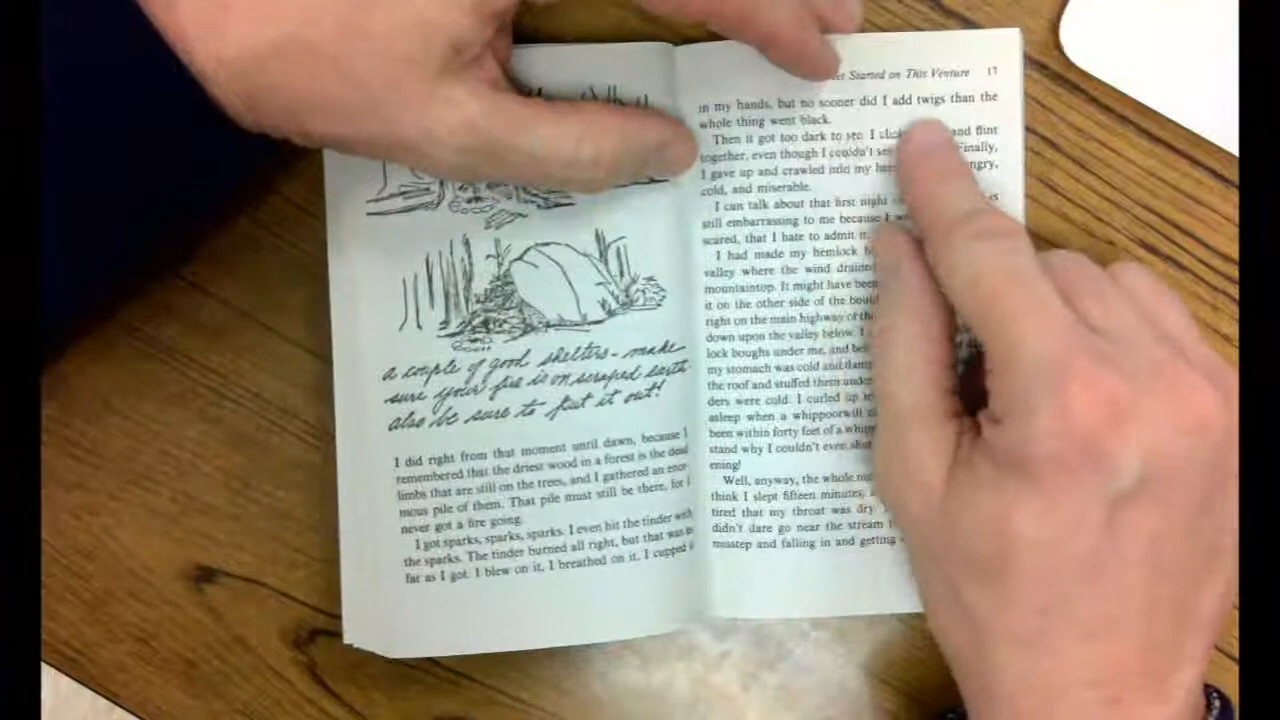 a couple of good shelters - make
sure your fire is on scraped earth
also be sure to put it out!
I did right from that moment until dawn, because I
remembered that the driest wood in a forest is the dead
limbs that are still on the trees, and I gathered an enor-
mous pile of them. That pile must still be there, for I
never got a fire going.
I got sparks, sparks, sparks. I even hit the tinder with
the sparks. The tinder burned all right, but that was as
far as I got. I blew on it, I breathed on it, I cupped it
Started on This Venture 17
in my hands, but no sooner did I add twigs than the
whole thing went black.
Then it got too dark to see. I and flint
together, even though I couldn't Finally,
I gave up and crawled into my
cold, and miserable.
I can talk about that first night
still embarrassing to me because I
scared, that I hate to admit it.
I had made my hemlock
valley where the wind drained
mountaintop. It might have been
it on the other side of the
right on the main highway of the
down upon the valley below. I
lock boughs under me, and
my stomach was cold and damp
the roof and stuffed them under
ders were cold. I curled up
asleep when a whippoorwill
been within forty feet of a
stand why I couldn't even shut
ening!
Well, anyway, the whole
think I slept fifteen minutes.
tired that my throat was dry
didn't dare go near the stream
misstep and falling in and getting